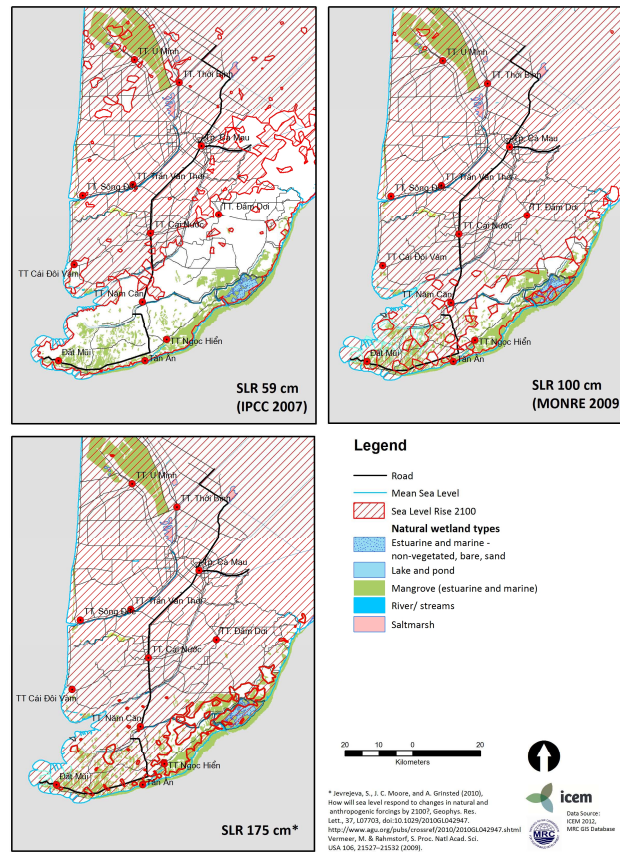 TT. U Minh
TT. Thới Bình
Tp. Cà Mau
TT. Trần Văn Thời
TT. Sông Đốc
TT. Đầm Dơi
TT. Cái Nước
TT Cái Đôi Vàm
TT. Năm Căn
TT Ngọc Hiển
Đất Mũi
Tân Ân
SLR 59 cm
(IPCC 2007)
TT. U Minh
TT. Thới Bình
Tp. Cà Mau
TT. Trần Văn Thời
TT. Sông Đốc
TT. Đầm Dơi
TT. Cái Nước
TT Cái Đôi Vàm
TT. Năm Căn
TT Ngọc Hiển
Đất Mũi
Tân Ân
SLR 100 cm
(MONRE 2009
TT. U Minh
TT. Thới Bình
Tp. Cà Mau
TT. Trần Văn Thời
TT. Sông Đốc
TT. Đầm Dơi
TT. Cái Nước
TT Cái Đôi Vàm
TT. Năm Căn
TT Ngọc Hiển
Đất Mũi
Tân Ân
SLR 175 cm*
Legend
Road
Mean Sea Level
Sea Level Rise 2100
Natural wetland types
Estuarine and marine -
non-vegetated, bare, sand
Lake and pond
Mangrove (estuarine and marine)
River/ streams
Saltmarsh
20 10 0 20
Kilometers
* Jevrejeva, S., J. C. Moore, and A. Grinsted (2010),
How will sea level respond to changes in natural and
anthropogenic forcings by 2100?, Geophys. Res.
Lett., 37, L07703, doi:10.1029/2010GL042947.
http://www.agu.org/pubs/crossref/2010/2010GL042947.shtml
Vermeer, M. & Rahmstorf, S. Proc. Natl Acad. Sci.
USA 106, 21527–21532 (2009).
icem
MRC
Data Source:
ICEM 2012,
MRC GIS Database